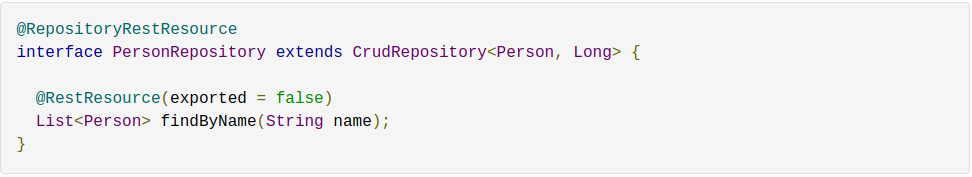 @RepositoryRestResource
interface PersonRepository extends CrudRepository<Person, Long> {
@RestResource(exported = false)
List<Person> findByName(String name);
}